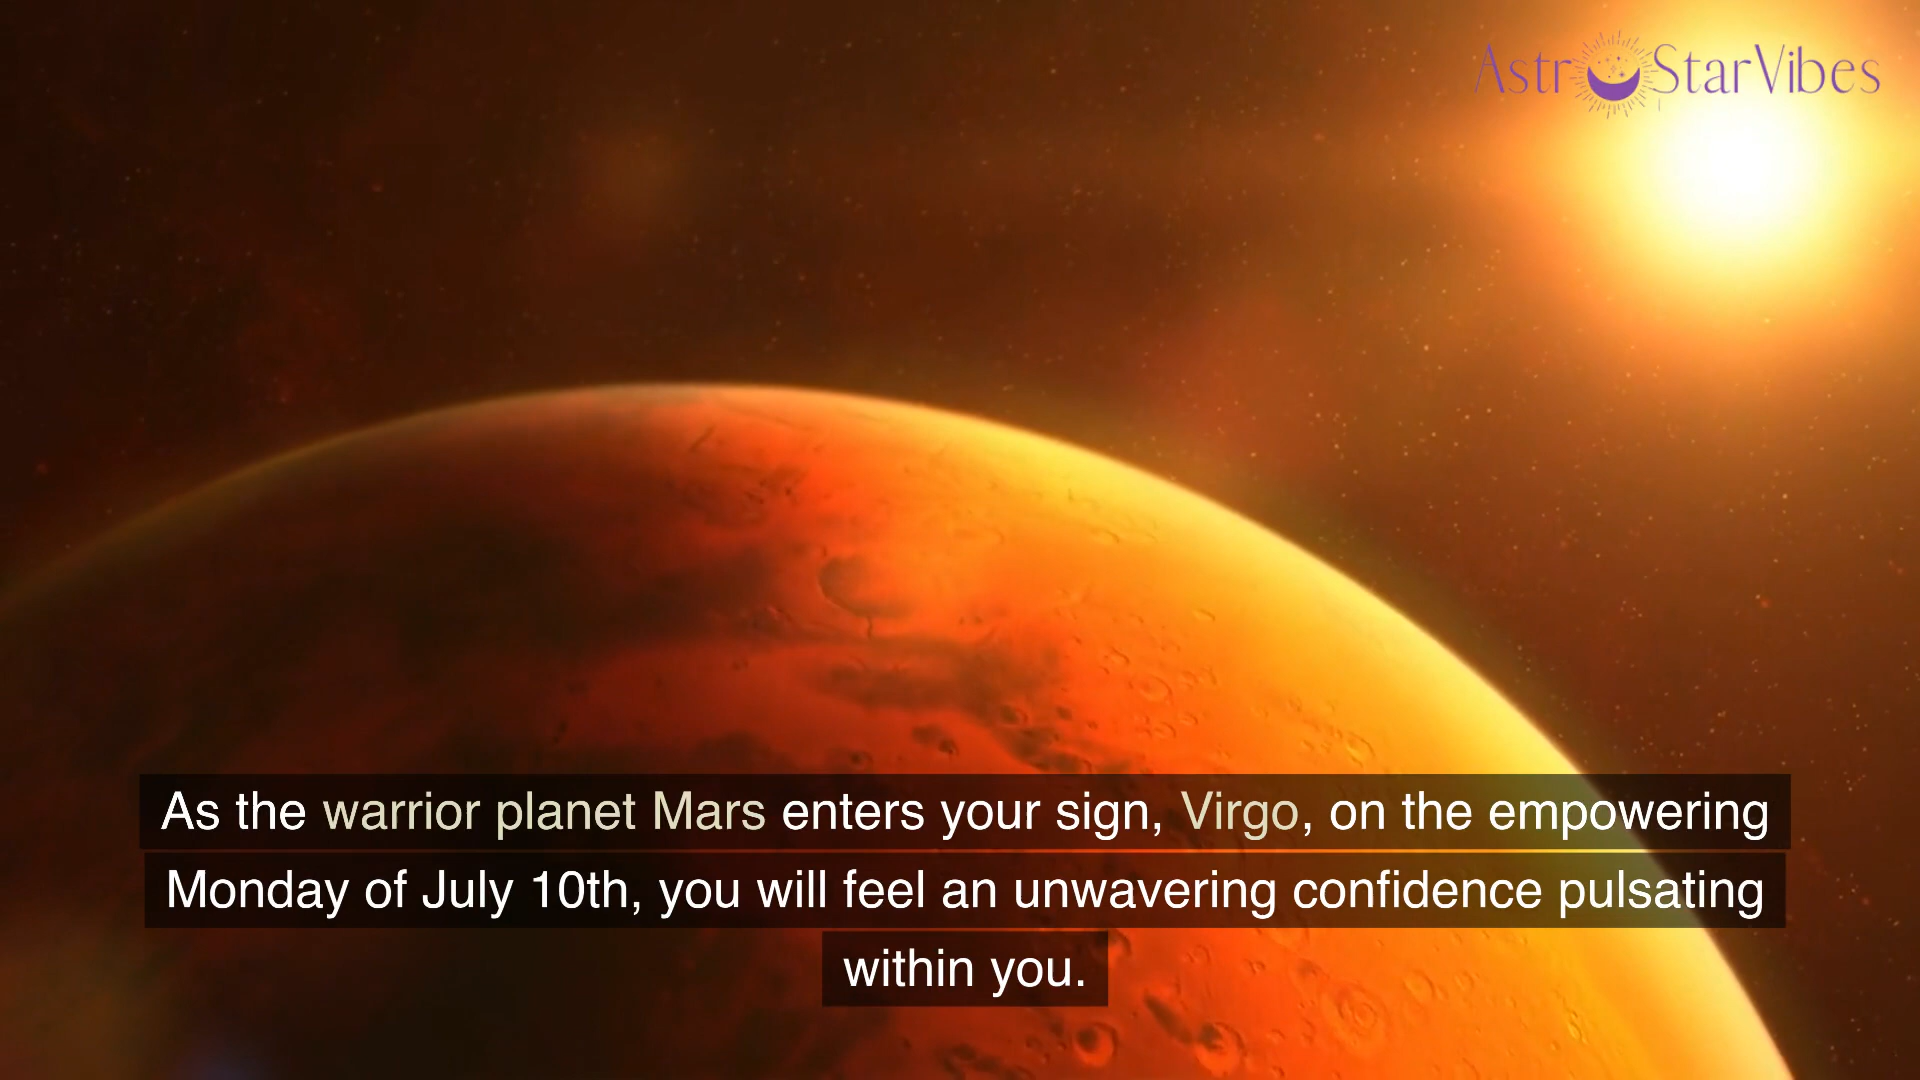 AstroStarVibes
As the warrior planet Mars enters your sign, Virgo, on the empowering
Monday of July 10th, you will feel an unwavering confidence pulsating
within you.